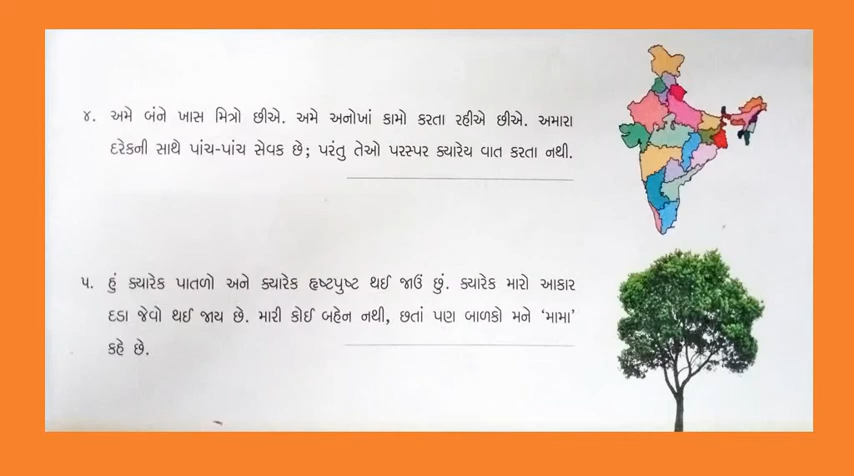 ૪. અમે બંને ખાસ મિત્રો છીએ. અમે અનોખાં કામો કરતા રહીએ છીએ. અમારા
દરેકની સાથે પાંચ-પાંચ સેવક છે; પરંતુ તેઓ પરસ્પર ક્યારેય વાત કરતા નથી.
૫. હું ક્યારેક પાતળો અને ક્યારેક હૃષ્ટપુષ્ટ થઈ જાઉં છું. ક્યારેક મારો આકાર
દડા જેવો થઈ જાય છે. મારી કોઈ બહેન નથી, છતાં પણ બાળકો મને ‘મામા’
કહે છે.